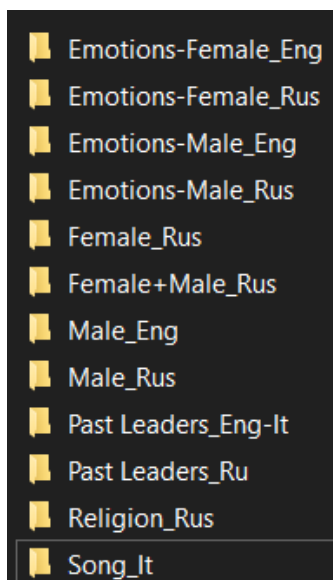 Emotions-Female_Eng
Emotions-Female_Rus
Emotions-Male_Eng
Emotions-Male_Rus
Female_Rus
Female+Male_Rus
Male_Eng
Male_Rus
Past Leaders_Eng-It
Past Leaders_Ru
Religion_Rus
Song_It